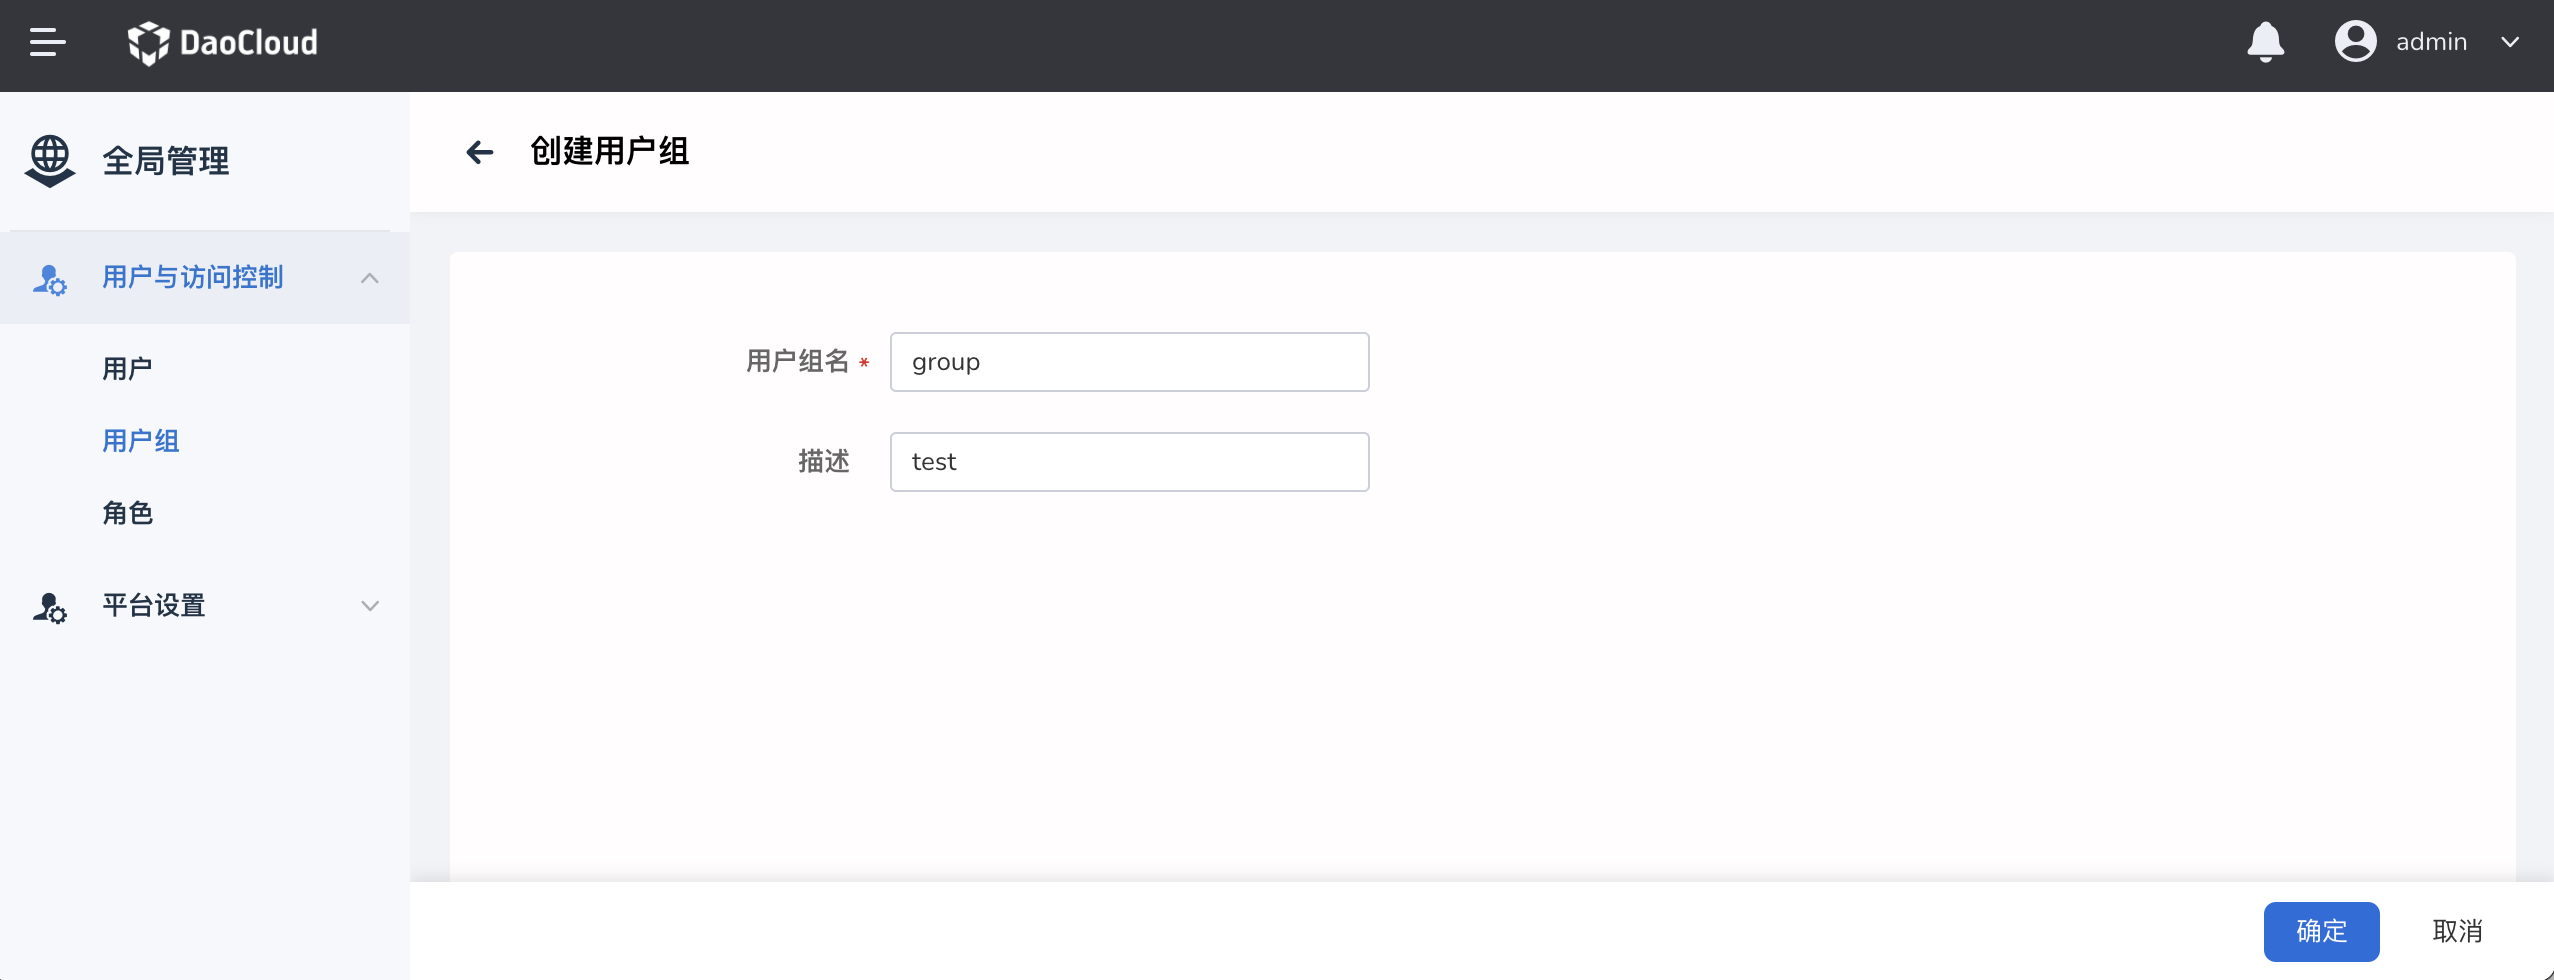 DaoCloud
admin
全局管理
创建用户组
用户与访问控制
用户
用户组
角色
平台设置
用户组名 * group
描述 test
确定 取消